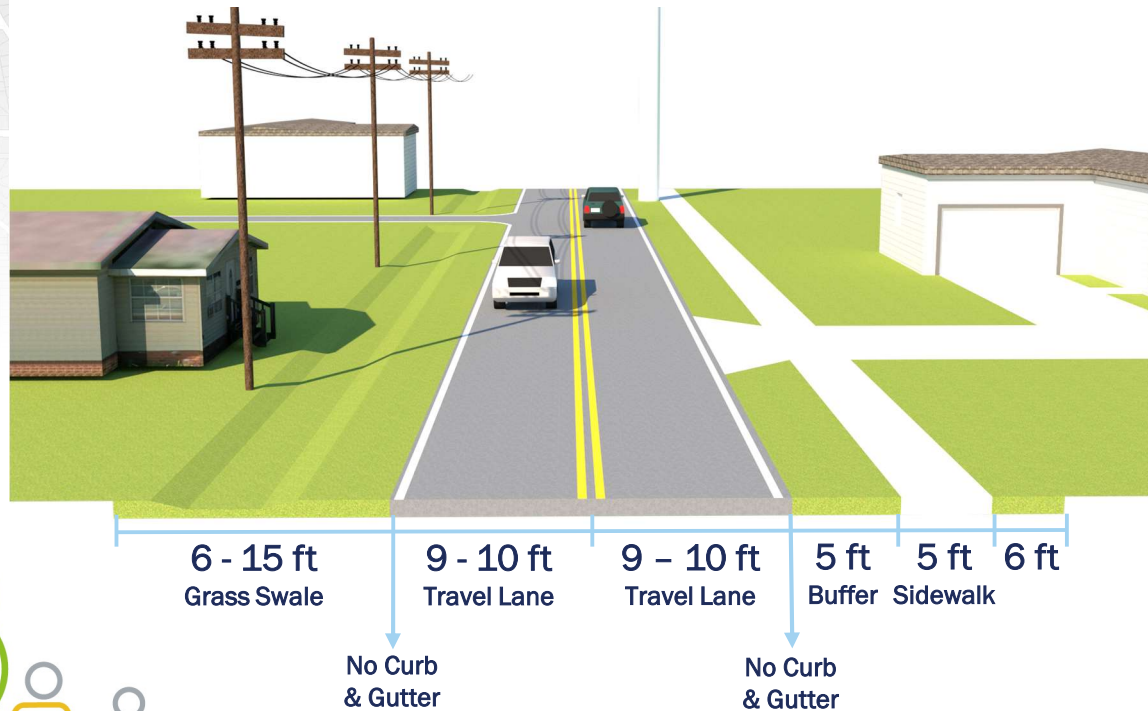 6 - 15 ft
Grass Swale
9 - 10 ft
Travel Lane
9 – 10 ft
Travel Lane
5 ft
Buffer
5 ft
Sidewalk
6 ft
No Curb
& Gutter
No Curb
& Gutter